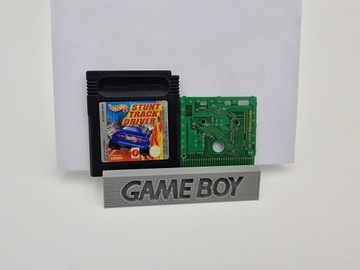 Hot Wheels
STUNT
TRACK
DRIVER
GAME BOY